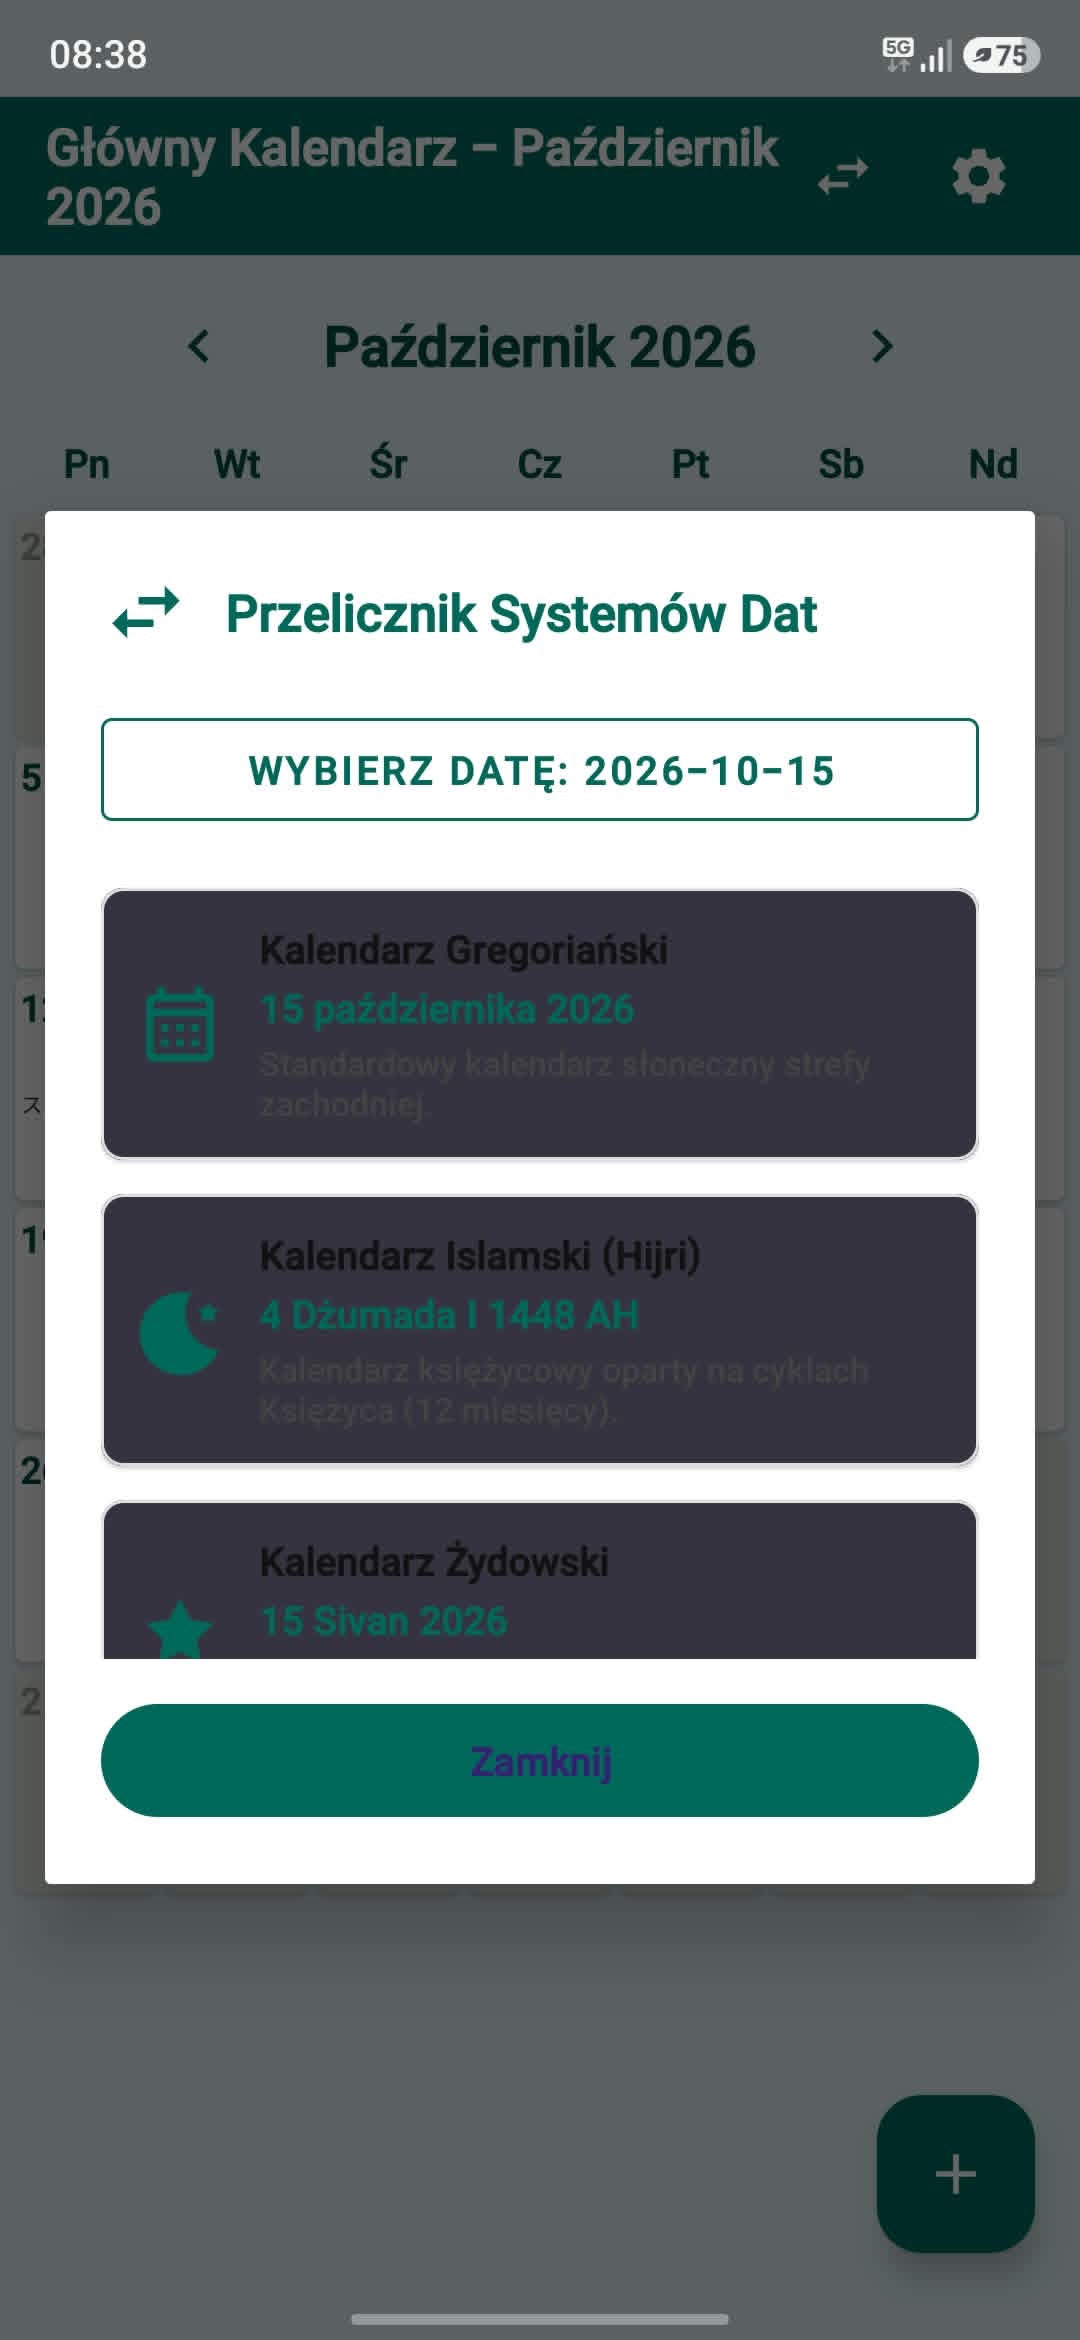 08:38
5G
75
Główny Kalendarz – Październik
2026
Październik 2026
Pn Wt Śr Cz Pt Sb Nd
Przelicznik Systemów Dat
WYBIERZ DATĘ: 2026-10-15
5
Kalendarz Gregoriański
15 października 2026
Standardowy kalendarz słoneczny strefy
zachodniej.
Kalendarz Islamski (Hijri)
4 Dżumada I 1448 AH
Kalendarz księżycowy oparty na cyklach
Księżyca (12 miesięcy).
Kalendarz Żydowski
15 Sivan 2026
Zamknij